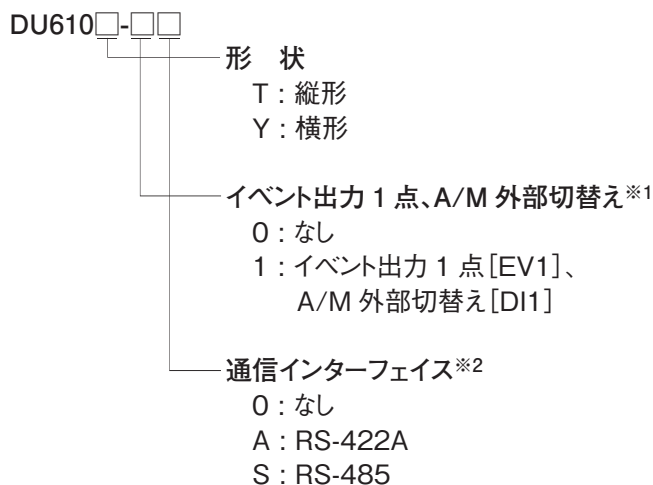 DU610□-□□
形　状
T：縦形
Y：横形
イベント出力 1 点、A/M 外部切替え※1
0：なし
1：イベント出力 1 点［EV1］、
A/M 外部切替え［DI1］
通信インターフェイス※2
0：なし
A：RS-422A
S：RS-485